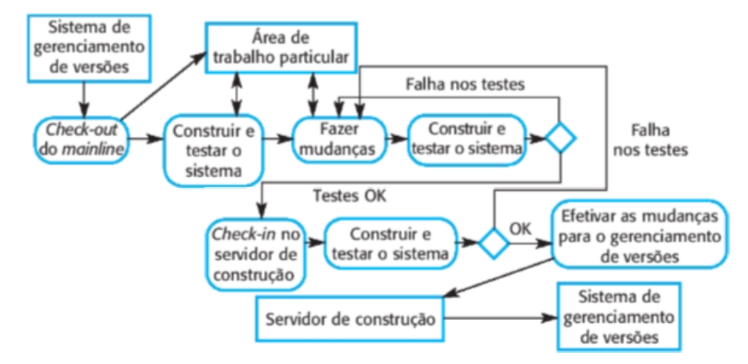 Sistema de
gerenciamento
de versões
Área de
trabalho particular
Falha nos testes
Check-out
do mainline
Construir e
testar o
sistema
Fazer
mudanças
Construir e
testar o sistema
Falha
nos testes
Testes OK
Check-in no
servidor de
construção
Construir e
testar o sistema
OK
Efetivar as mudanças
para o gerenciamento
de versões
Servidor de construção
Sistema de
gerenciamento
de versões